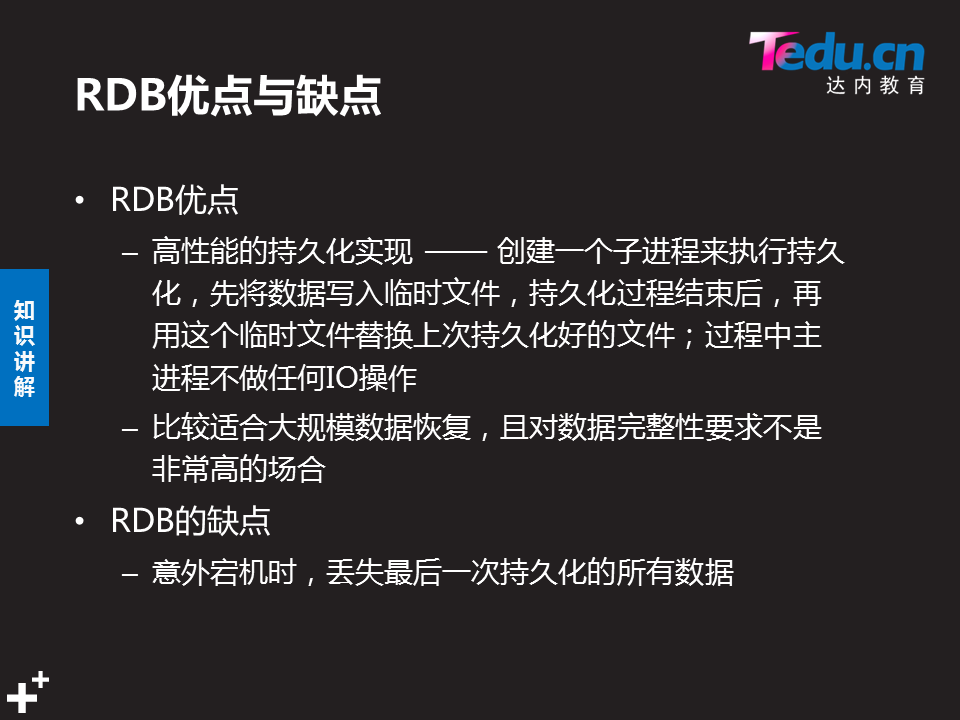 Tedu.cn
达内教育
RDB优点与缺点
• RDB优点
– 高性能的持久化实现 —— 创建一个子进程来执行持久
化，先将数据写入临时文件，持久化过程结束后，再
用这个临时文件替换上次持久化好的文件；过程中主
进程不做任何IO操作
– 比较适合大规模数据恢复，且对数据完整性要求不是
非常高的场合
• RDB的缺点
– 意外宕机时，丢失最后一次持久化的所有数据
知
识
讲
解